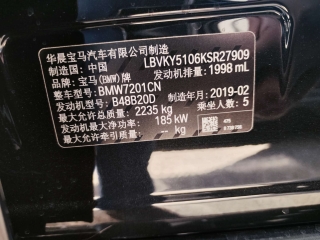 华晨宝马汽车有限公司制造
制造国: 中国 LBVKY5106KSR27909
品牌: 宝马(BMW)牌 发动机排量: 1998 mL
整车型号: BMW7201CN
发动机型号: B48B20D 制造年月: 2019-02
最大允许总质量: 2235 kg 乘坐人数: 5
发动机最大净功率: 185 kW
最大允许牵引质量: -- kg